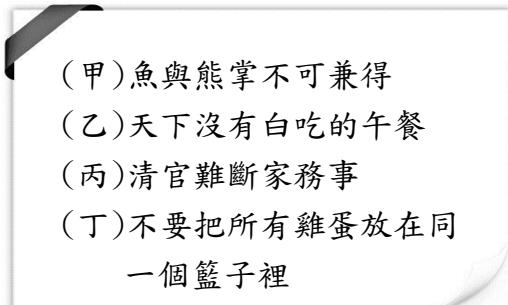 (甲)魚與熊掌不可兼得
(乙)天下沒有白吃的午餐
(丙)清官難斷家務事
(丁)不要把所有雞蛋放在同
一個籃子裡